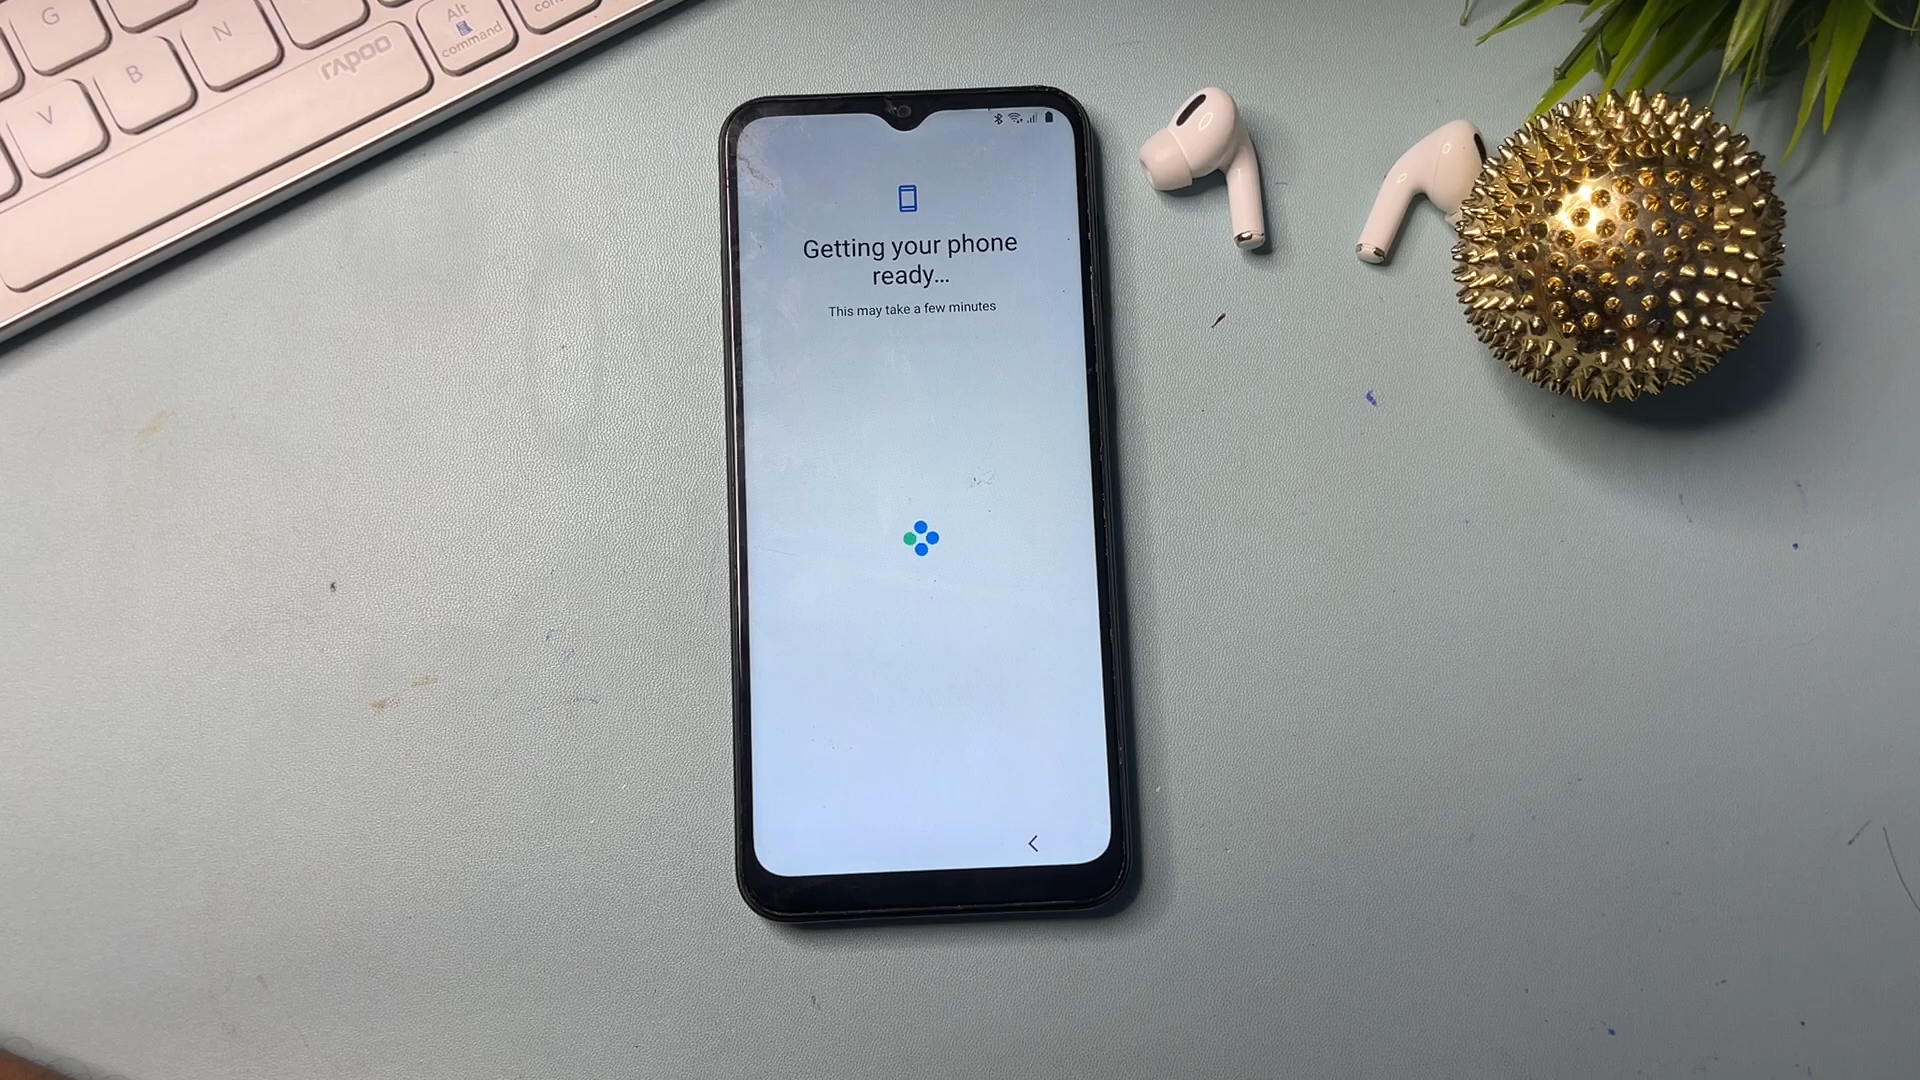 G
N
Alt
command
V
B
rapoo
Getting your phone
ready...
This may take a few minutes